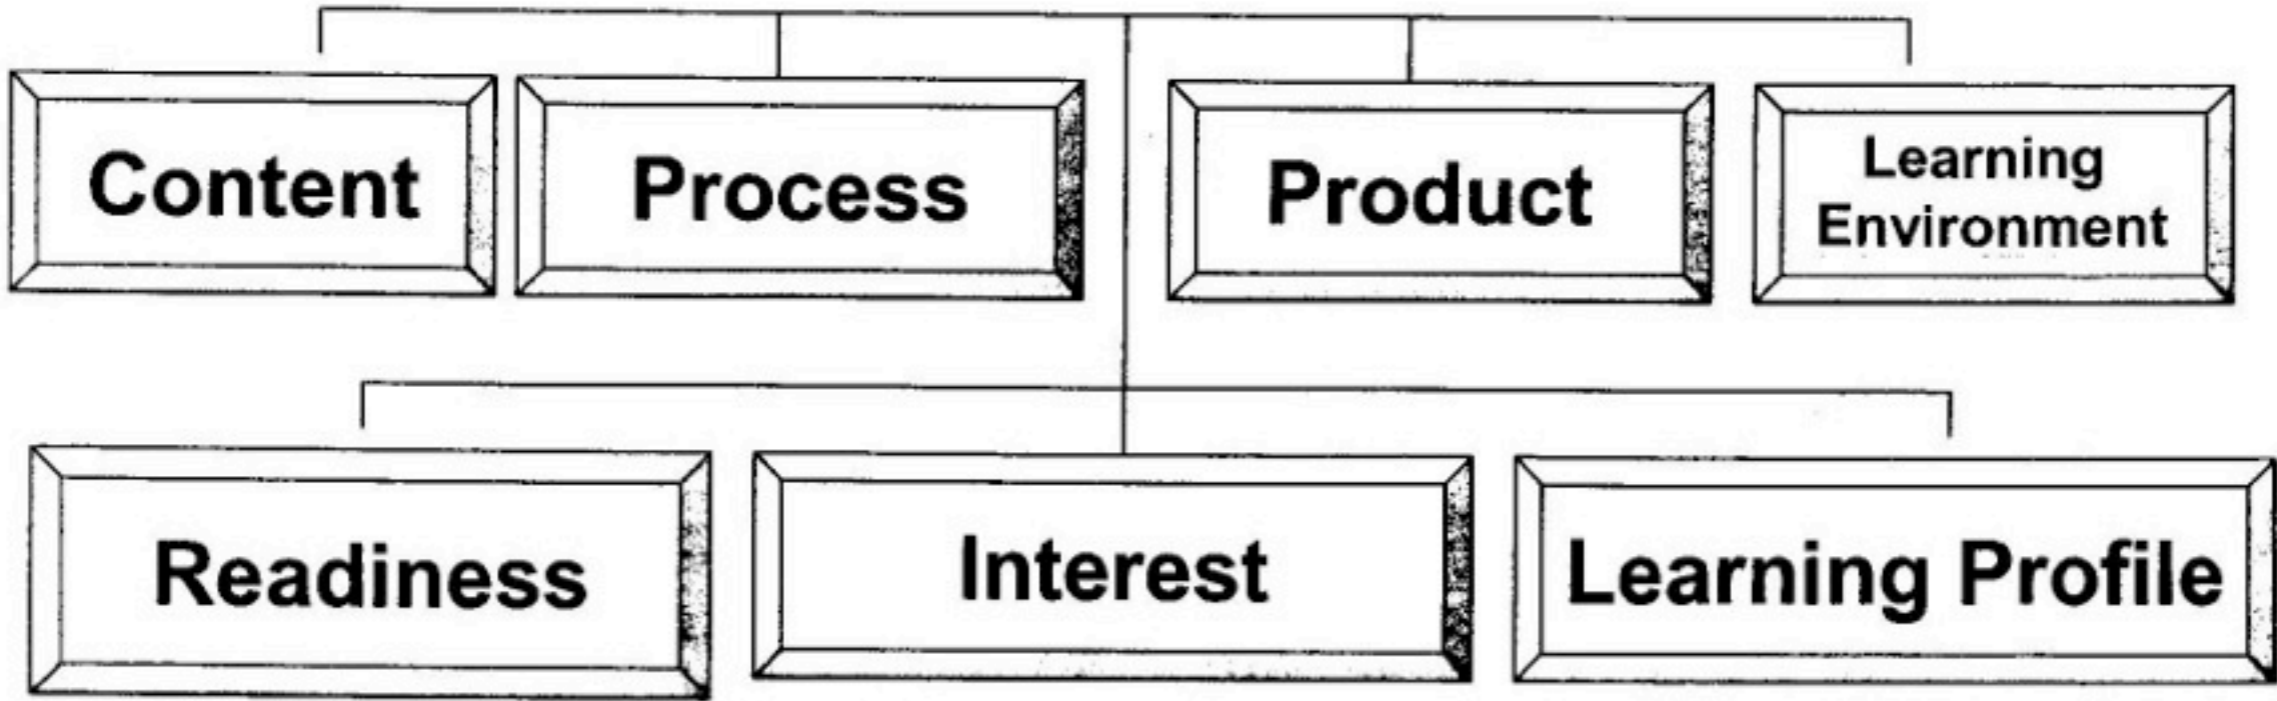 Content
Process
Product
Learning
Environment
Readiness
Interest
Learning Profile